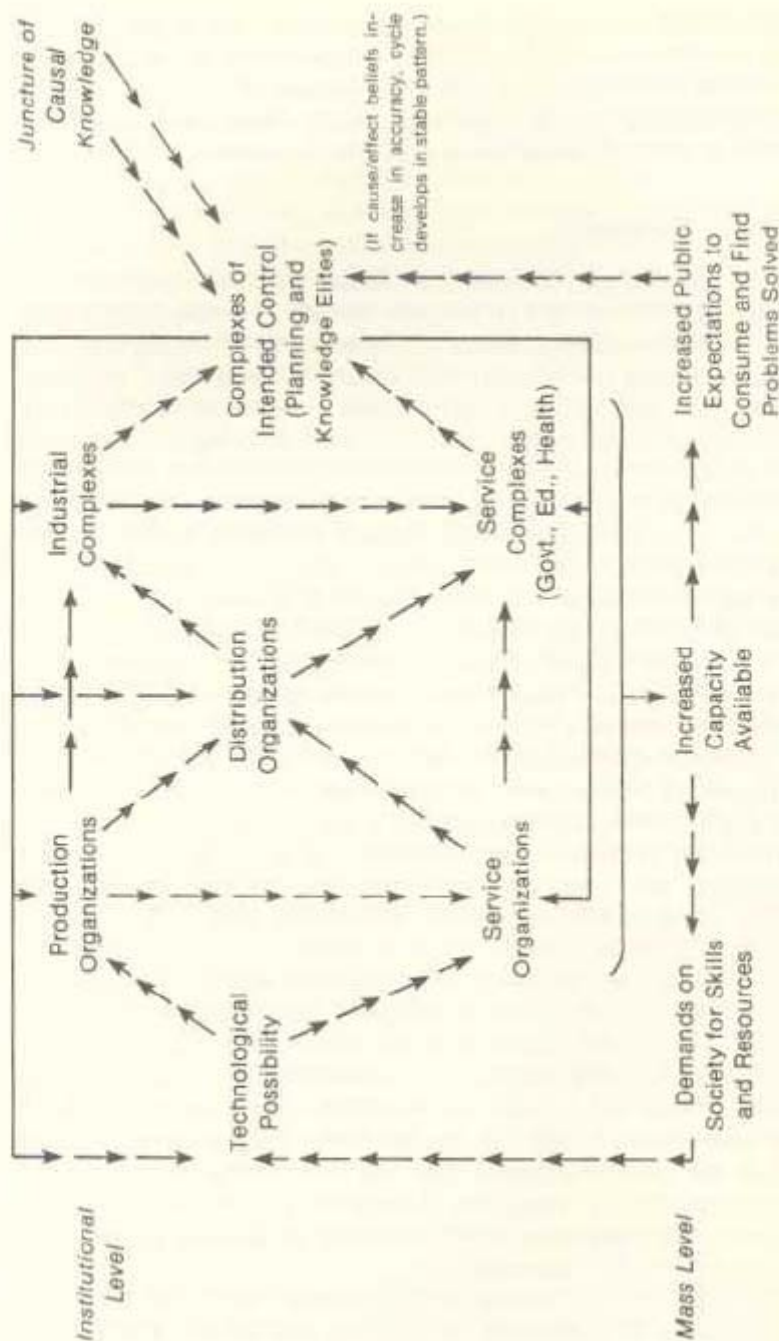 Institutional
Level
Juncture of
Causal
Knowledge
Production
Organizations
Industrial
Complexes
Technological
Possibility
Distribution
Organizations
Complexes of
Intended Control
(Planning and
Knowledge Elites)
(If cause/effect beliefs in-
crease in accuracy, cycle
develops in stable pattern.)
Service
Organizations
Service
Complexes
(Govt., Ed., Health)
Mass Level
Demands on
Society for Skills
and Resources
Increased
Capacity
Available
Increased Public
Expectations to
Consume and Find
Problems Solved